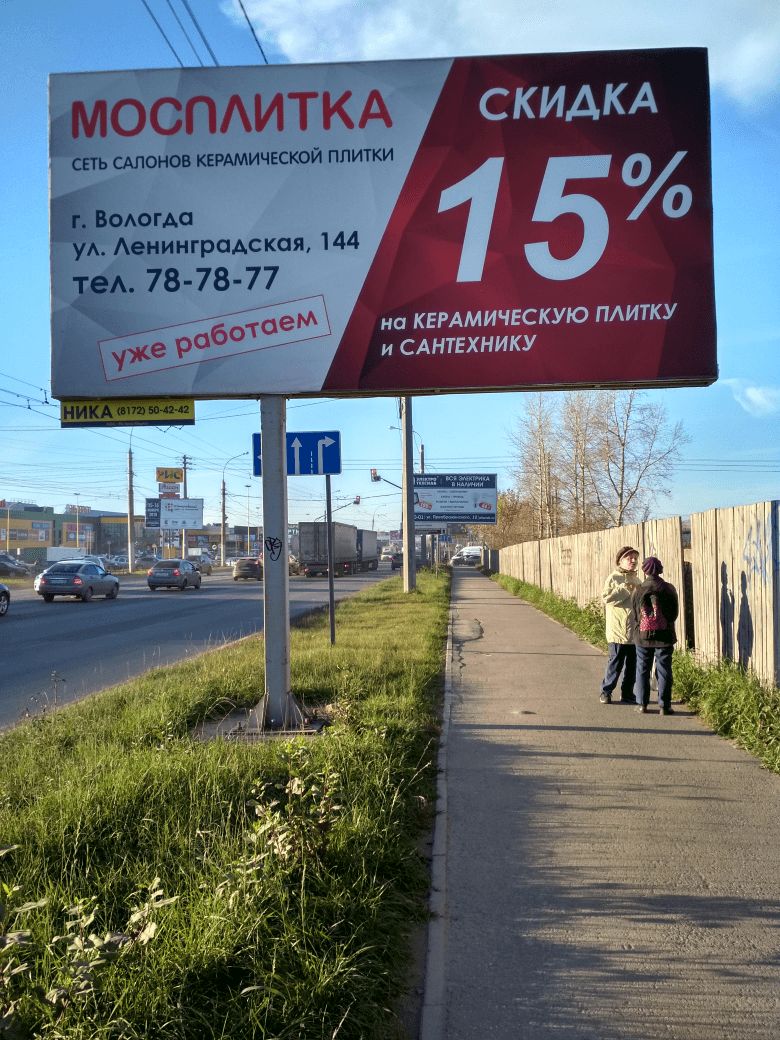 МОСПЛИТКА
СЕТЬ САЛОНОВ КЕРАМИЧЕСКОЙ ПЛИТКИ
г. Вологда
ул. Ленинградская, 144
тел. 78-78-77
уже работаем
СКИДКА
15%
на КЕРАМИЧЕСКУЮ ПЛИТКУ
и САНТЕХНИКУ
НИКА (8172) 50-42-42
ВСЯ ЭЛЕКТРИКА
В НАЛИЧИИ